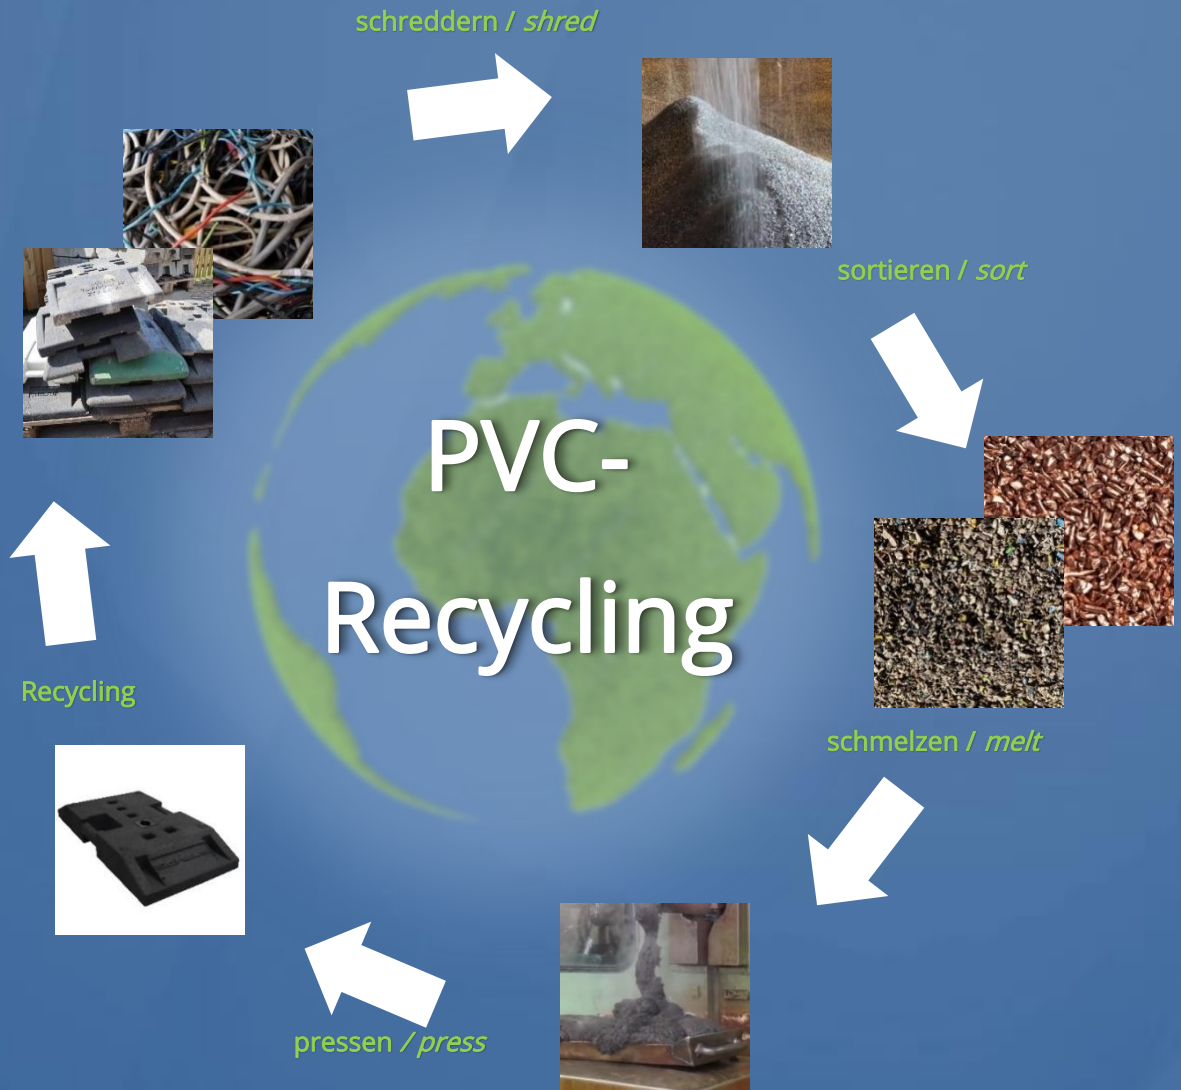 schreddern / shred
sortieren / sort
PVC-
Recycling
Recycling
schmelzen / melt
pressen / press